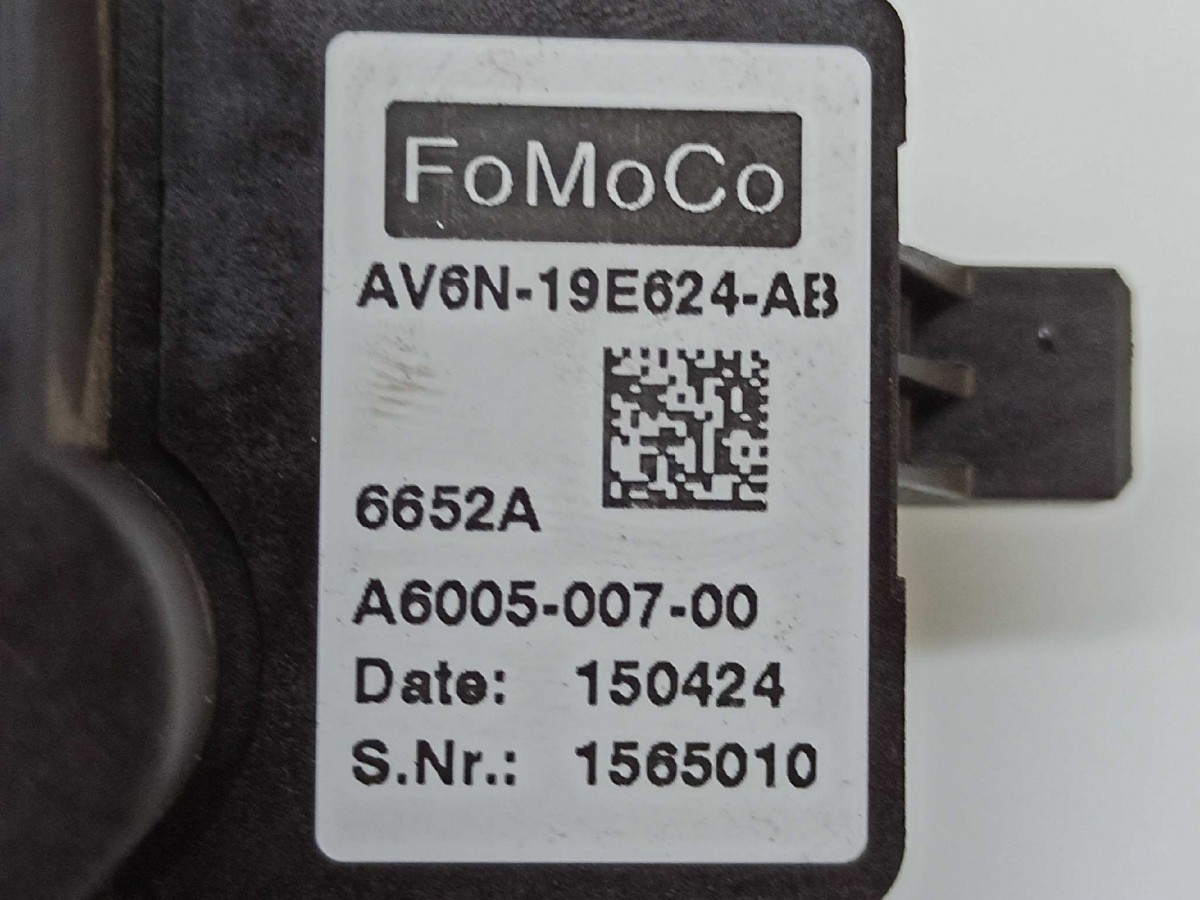 FoMoCo
AV6N-19E624-AB
6652A
A6005-007-00
Date: 150424
S.Nr.: 1565010